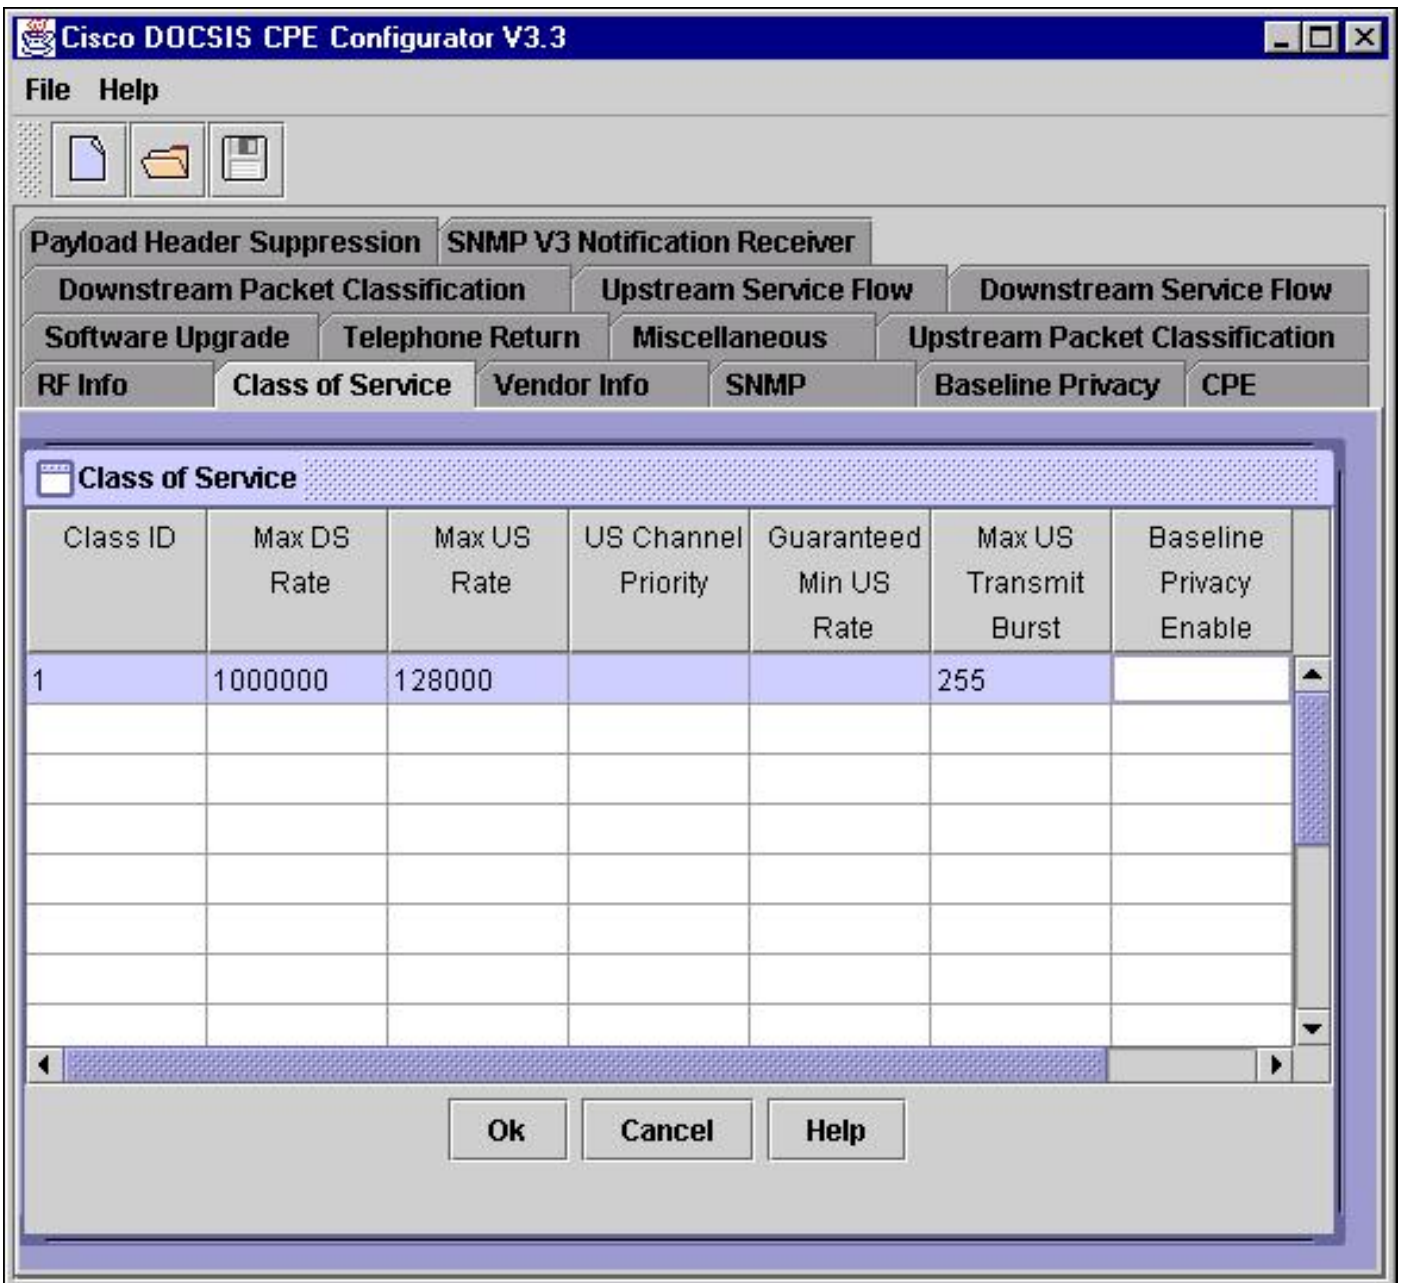 Cisco DOCSIS CPE Configurator V3.3
File Help
Payload Header Suppression SNMP V3 Notification Receiver
Downstream Packet Classification Upstream Service Flow Downstream Service Flow
Software Upgrade Telephone Return Miscellaneous Upstream Packet Classification
RF Info Class of Service Vendor Info SNMP Baseline Privacy CPE
Class of Service
Class ID Max DS Max US US Channel Guaranteed Max US Baseline
Rate Rate Priority Min US Transmit Privacy
Rate Burst Enable
1 1000000 128000 255
Ok Cancel Help